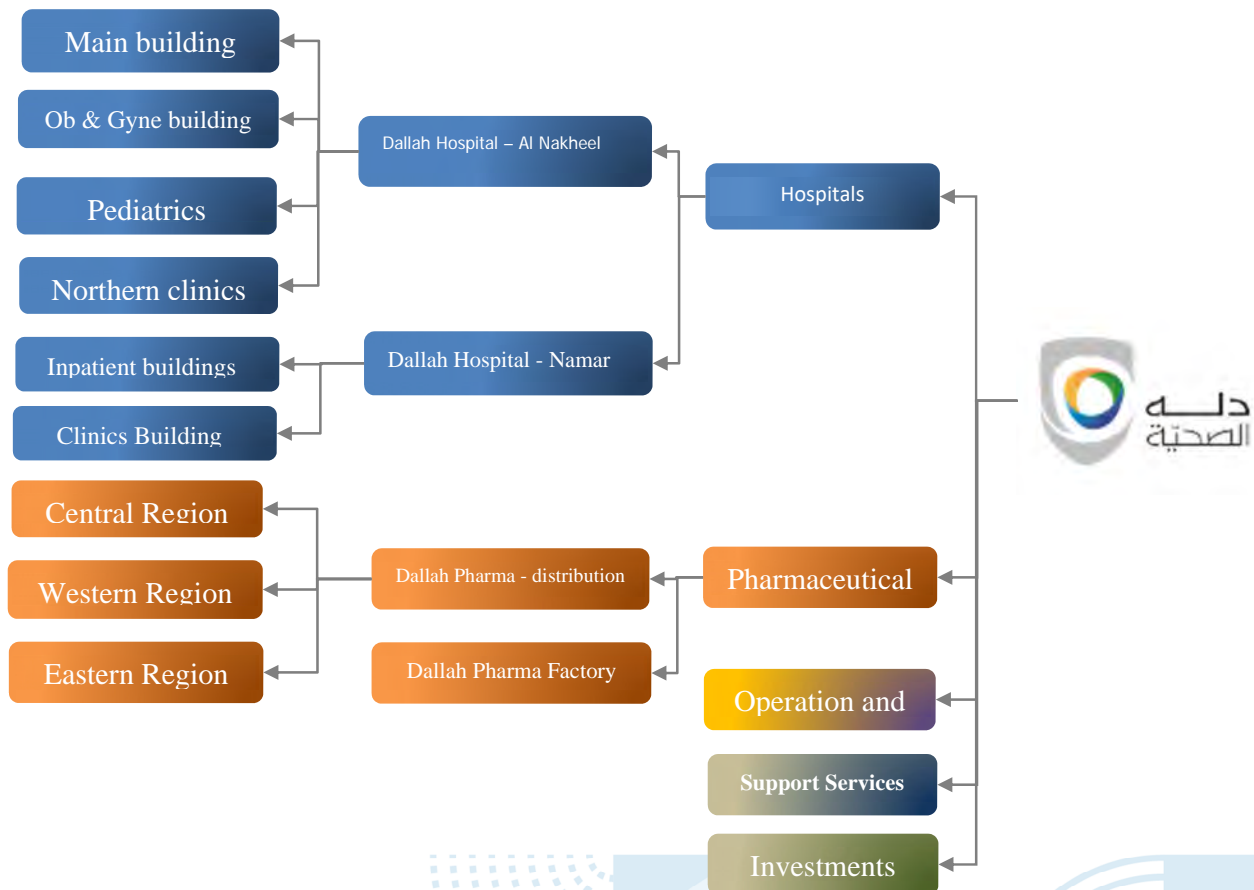 Main building
Ob & Gyne building
Pediatrics
Northern clinics
Inpatient buildings
Clinics Building
Central Region
Western Region
Eastern Region
Dallah Hospital – Al Nakheel
Dallah Hospital - Namar
Dallah Pharma - distribution
Dallah Pharma Factory
Hospitals
Pharmaceutical
Operation and
Support Services
Investments
دلـــه
الصحيّة